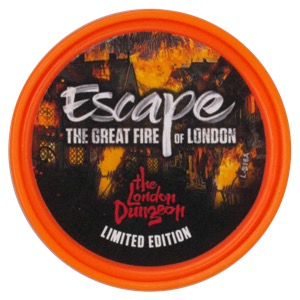 Escape
THE GREAT FIRE OF LONDON
the
London
Dungeon
LIMITED EDITION